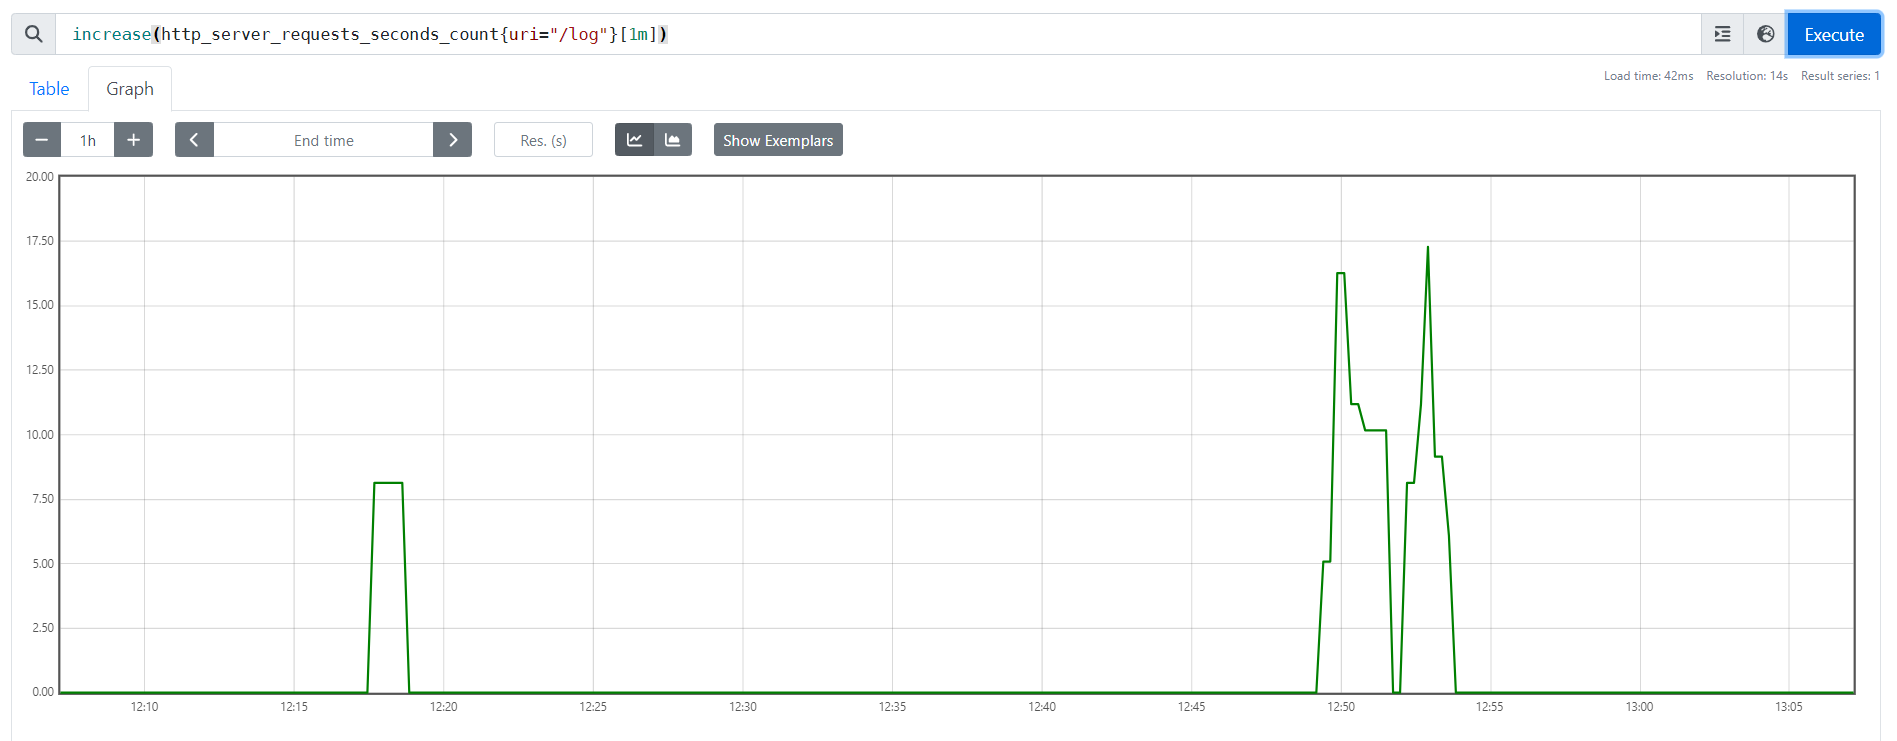 increase(http_server_requests_seconds_count{uri="/log"}[1m])
Execute
Load time: 42ms Resolution: 14s Result series: 1
Table Graph
− 1h + End time Res. (s) Show Exemplars
20.00
17.50
15.00
12.50
10.00
7.50
5.00
2.50
0.00
12:10 12:15 12:20 12:25 12:30 12:35 12:40 12:45 12:50 12:55 13:00 13:05